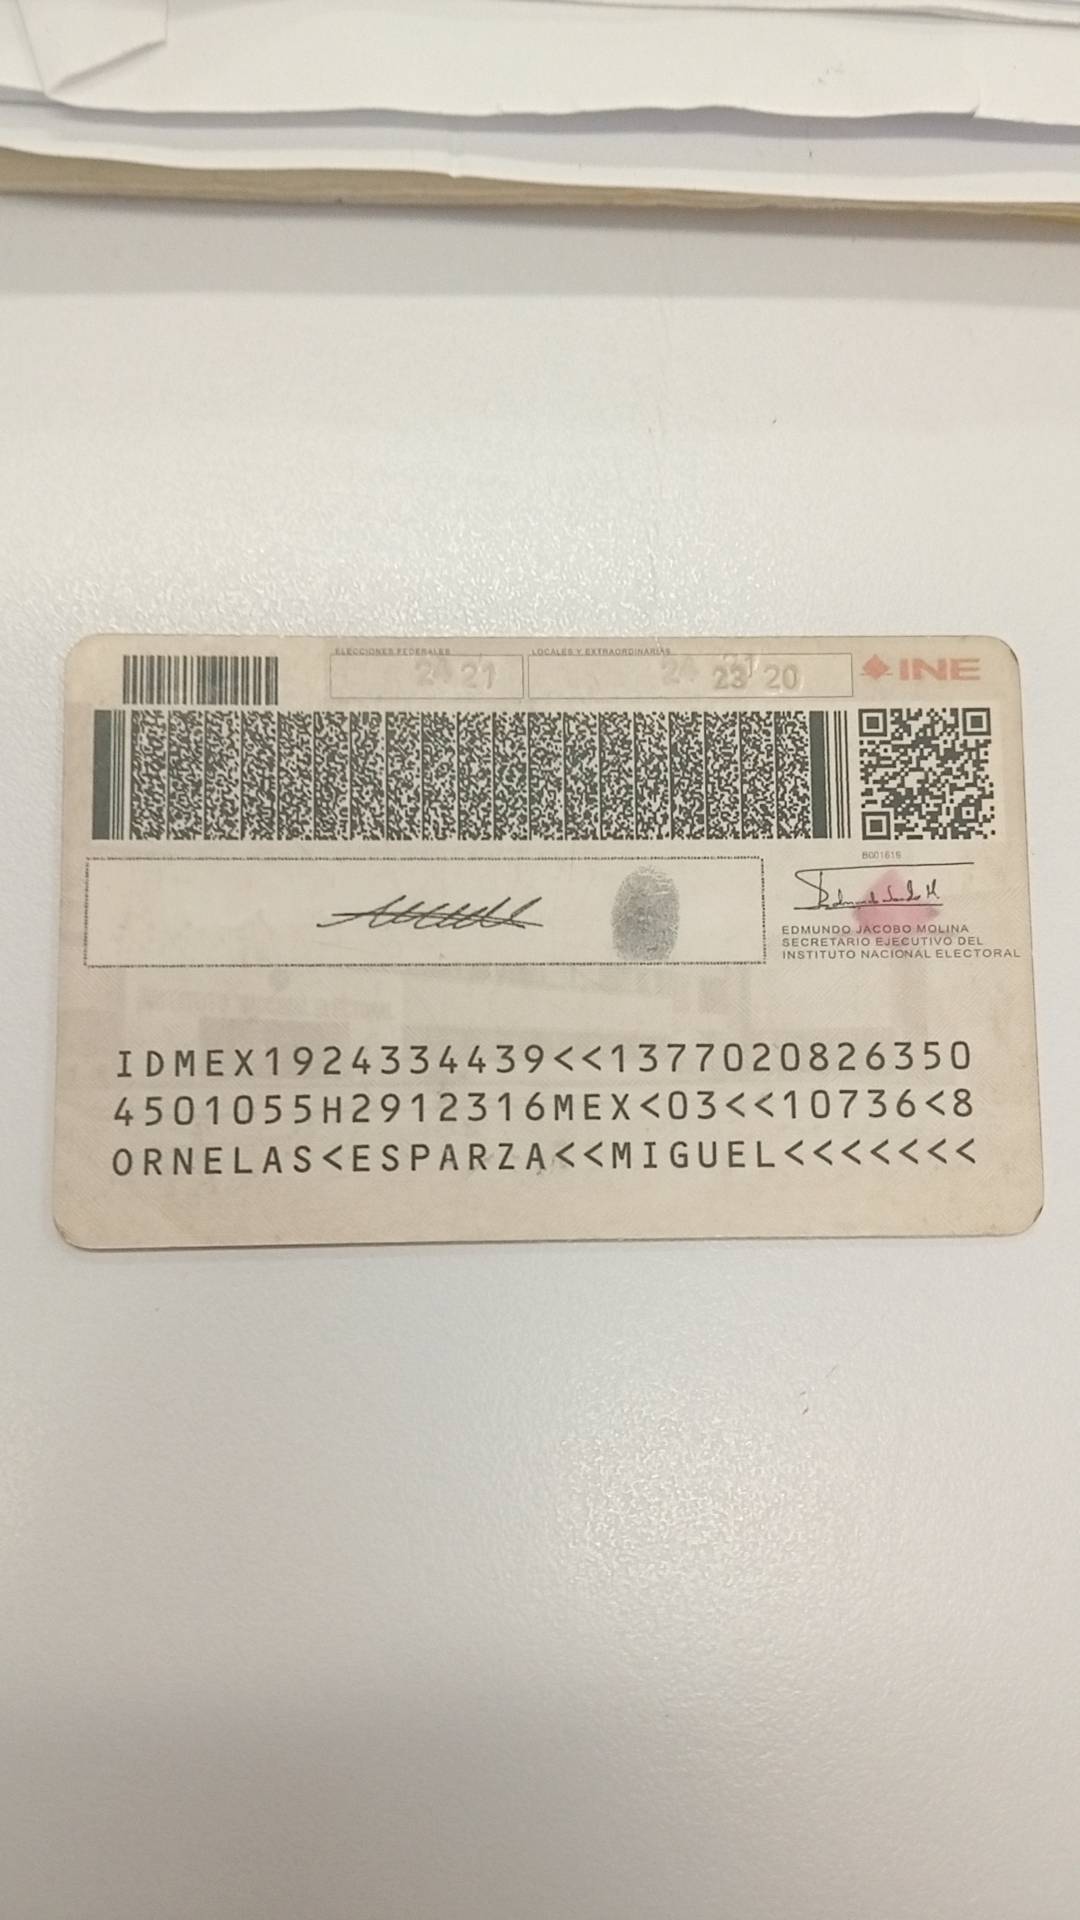 ELECCIONES FEDERALES
24 21
LOCALES Y EXTRAORDINARIAS
24 21
23 20
INE
B001616
EDMUNDO JACOBO MOLINA
SECRETARIO EJECUTIVO DEL
INSTITUTO NACIONAL ELECTORAL
IDMEX1924334439<<1377020826350
4501055H2912316MEX<03<<10736<8
ORNELAS<ESPARZA<<MIGUEL<<<<<<<